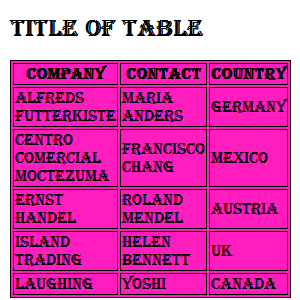 TITLE OF TABLE
COMPANY CONTACT COUNTRY
ALFREDS FUTTERKISTE MARIA ANDERS GERMANY
CENTRO COMERCIAL MOCTEZUMA FRANCISCO CHANG MEXICO
ERNST HANDEL ROLAND MENDEL AUSTRIA
ISLAND TRADING HELEN BENNETT UK
LAUGHING YOSHI CANADA